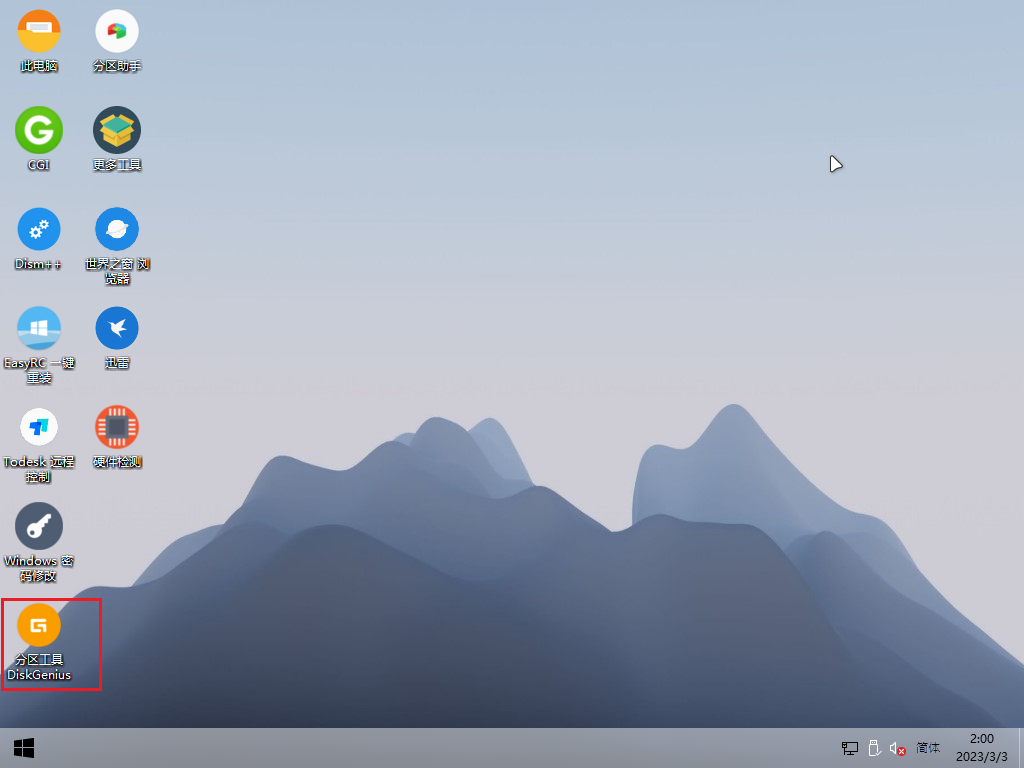 此电脑
分区助手
CGI
更多工具
Dism++
世界之窗 浏
览器
EasyRC 一键
重装
迅雷
Todesk 远程
控制
硬件检测
Windows 密
码修改
分区工具
DiskGenius
简体
2:00
2023/3/3